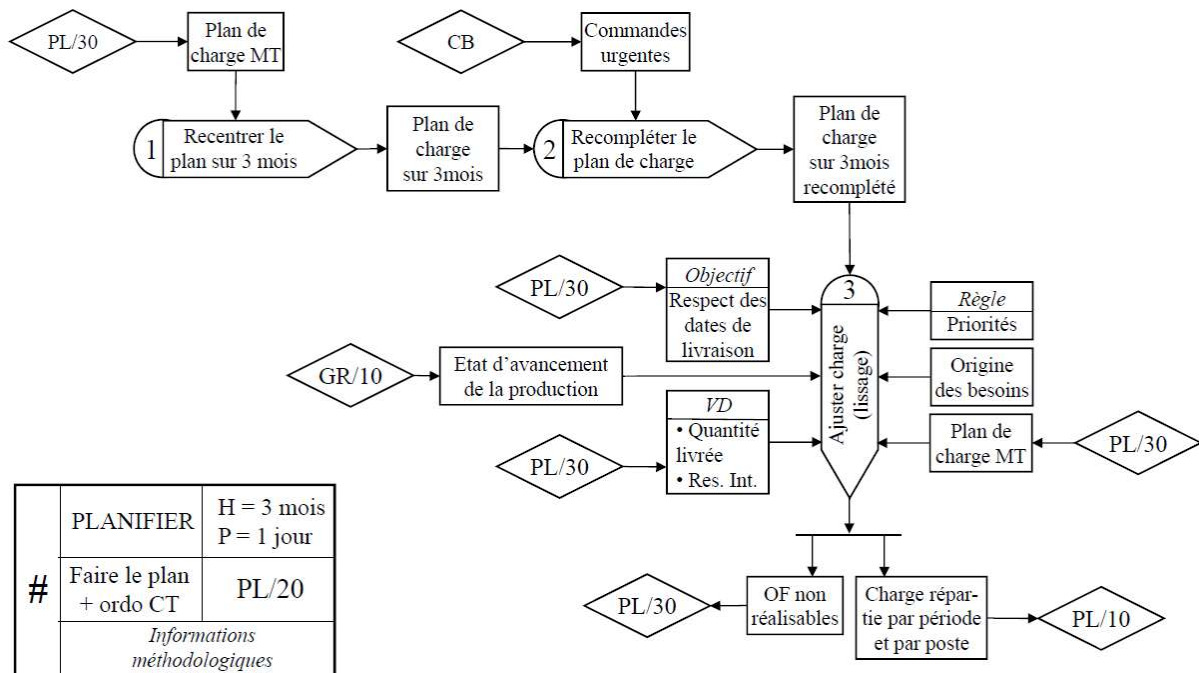 PL/30
Plan de
charge MT
CB
Commandes
urgentes
1
Recentrer le
plan sur 3 mois
Plan de
charge
sur 3mois
2
Recompléter le
plan de charge
Plan de
charge
sur 3mois
recomplété
PL/30
Objectif
Respect des
dates de
livraison
3
Ajuster charge
(lissage)
Règle
Priorités
GR/10
Etat d’avancement
de la production
Origine
des besoins
PL/30
VD
• Quantité
livrée
• Res. Int.
Plan de
charge MT
PL/30
#
PLANIFIER
H = 3 mois
P = 1 jour
Faire le plan
+ ordo CT
PL/20
Informations
méthodologiques
PL/30
OF non
réalisables
Charge répar-
tie par période
et par poste
PL/10